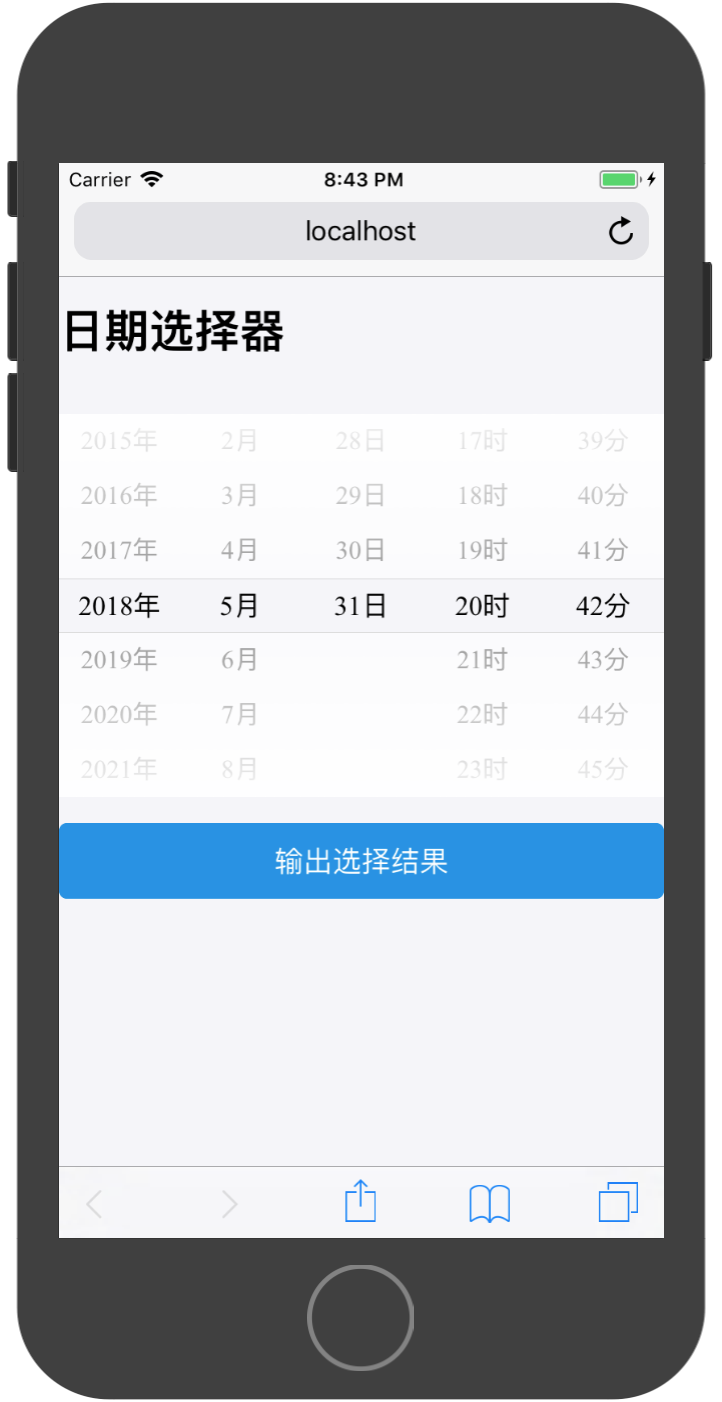 Carrier 8:43 PM
localhost
日期选择器
2015年 2月 28日 17时 39分
2016年 3月 29日 18时 40分
2017年 4月 30日 19时 41分
2018年 5月 31日 20时 42分
2019年 6月 21时 43分
2020年 7月 22时 44分
2021年 8月 23时 45分
输出选择结果